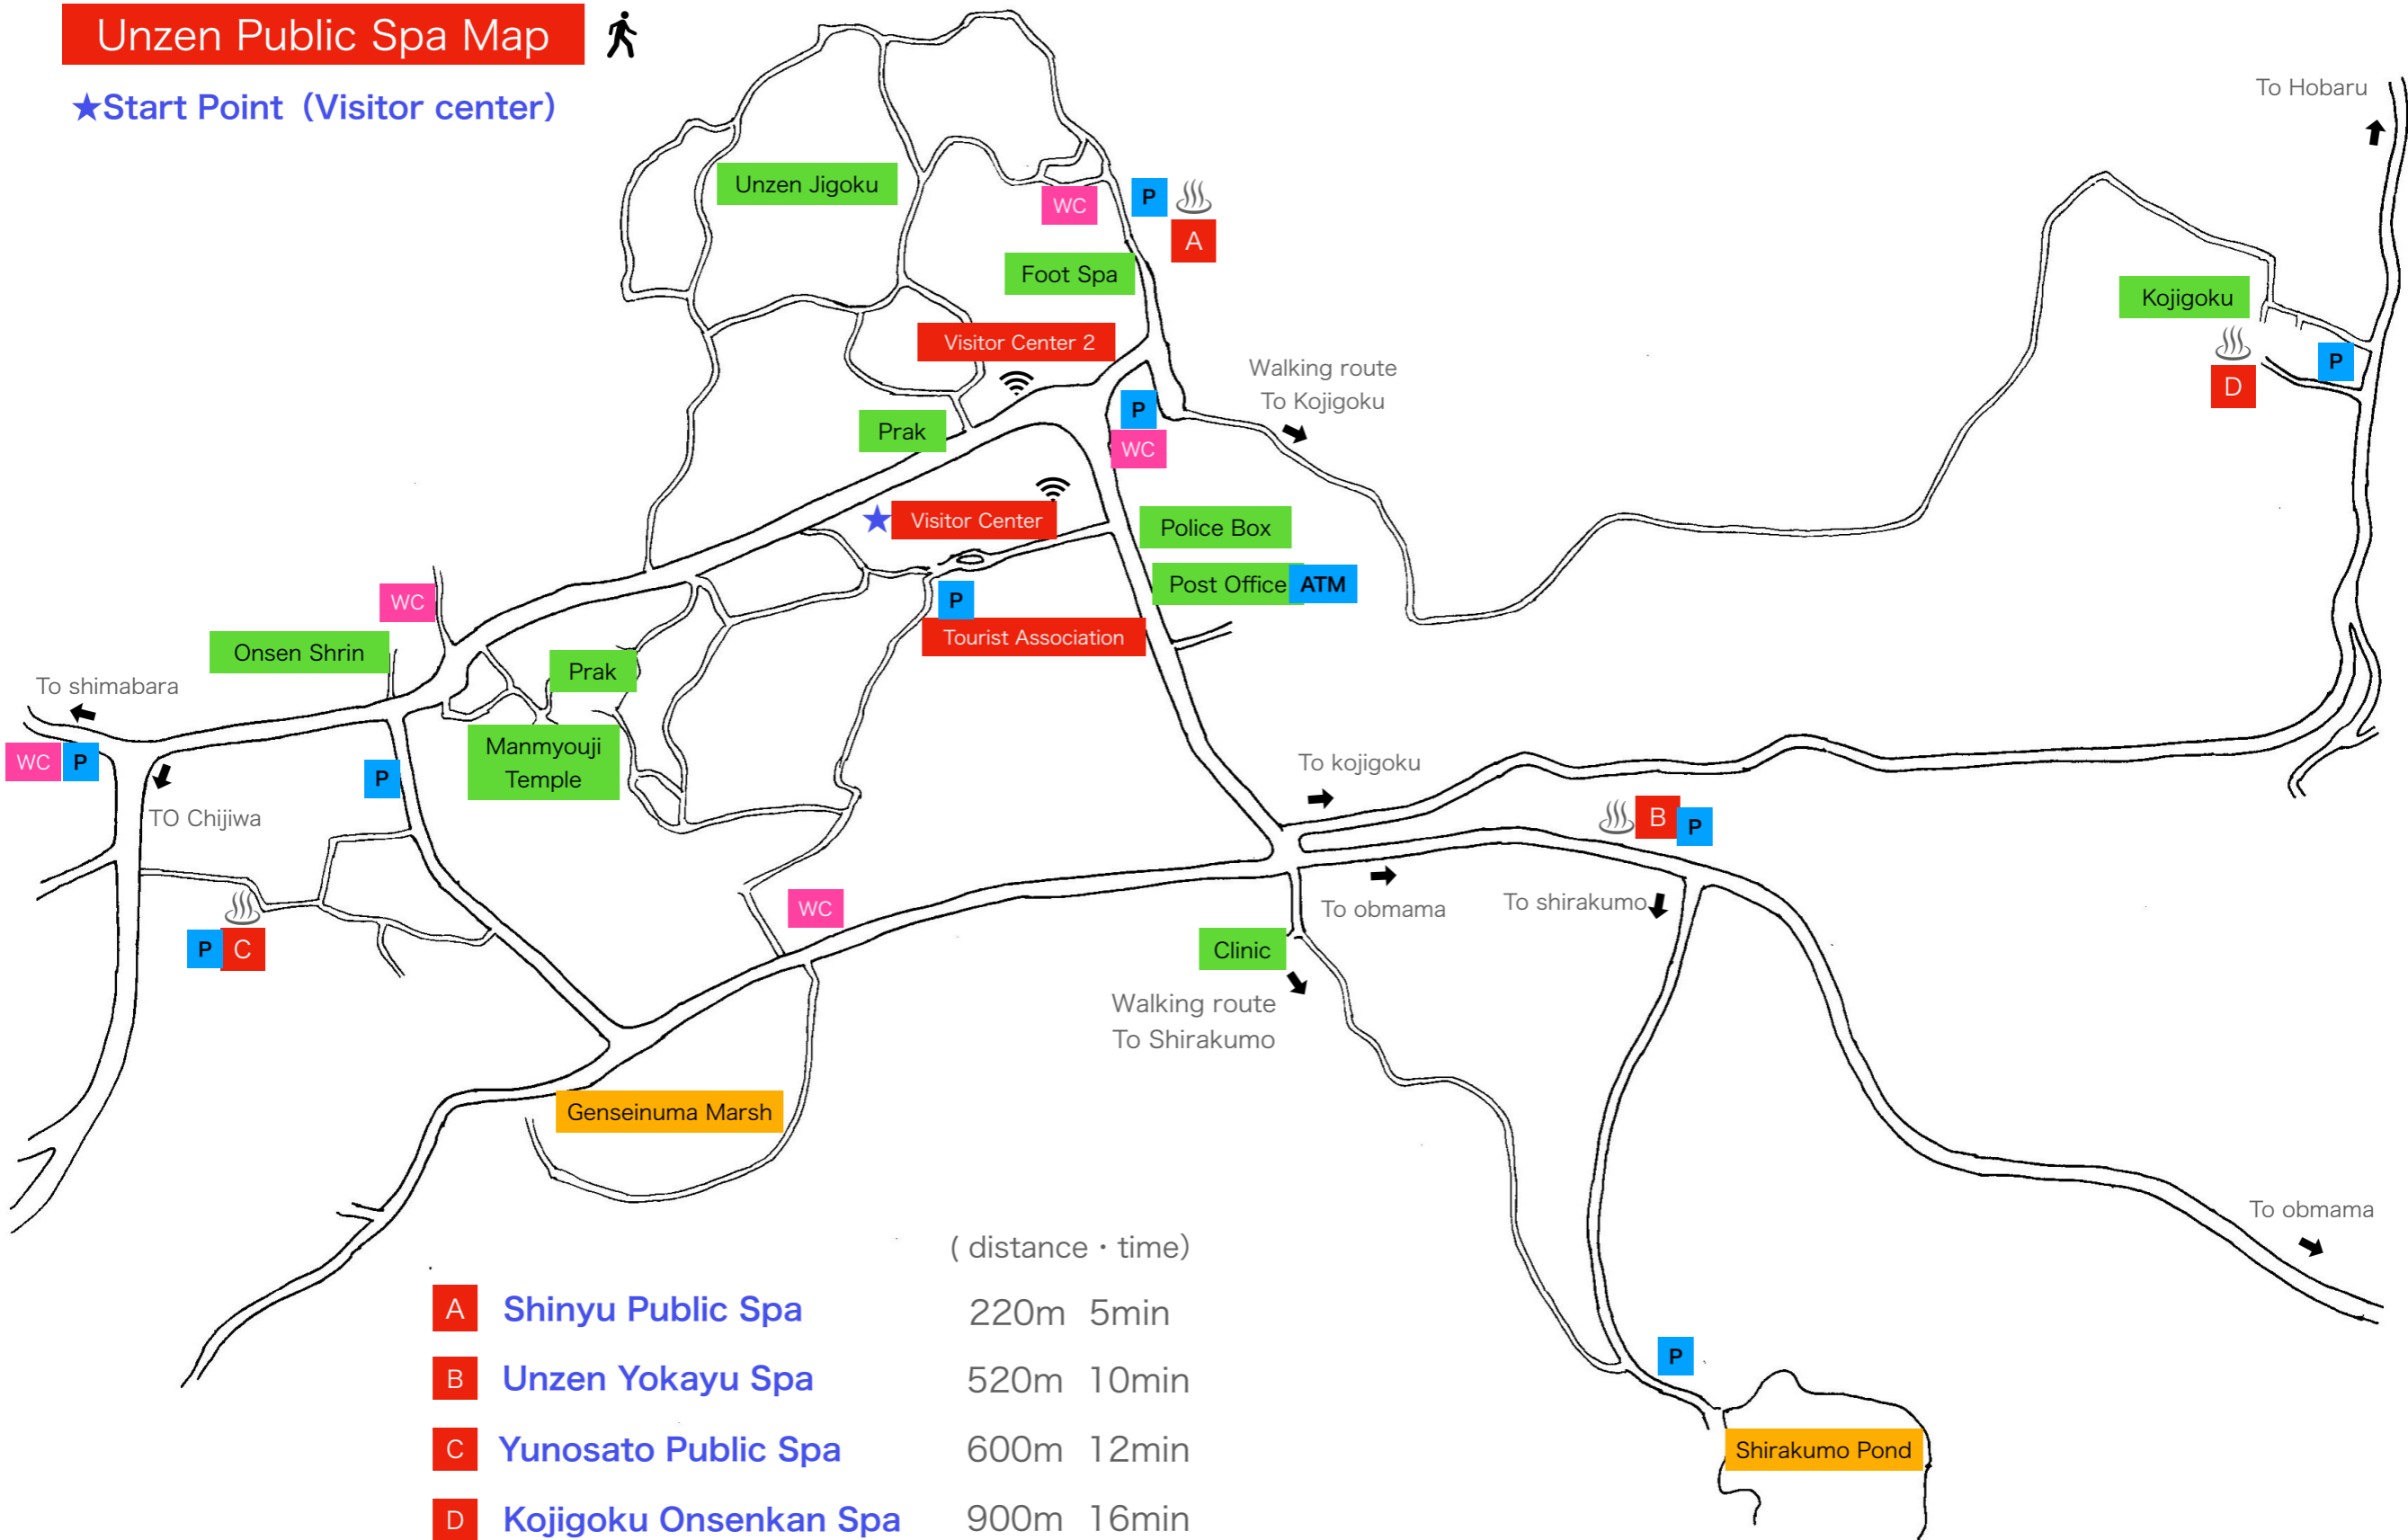 Unzen Public Spa Map
★Start Point（Visitor center）
To Hobaru
Unzen Jigoku
WC
P
A
Foot Spa
Kojigoku
Visitor Center 2
P
D
Walking route
To Kojigoku
P
WC
Prak
Visitor Center
Police Box
Post Office
ATM
P
Tourist Association
WC
Onsen Shrin
Prak
To shimabara
WC
P
P
Manmyouji
Temple
TO Chijiwa
To kojigoku
B
P
To obmama
To shirakumo
WC
P
C
Clinic
Walking route
To Shirakumo
Genseinuma Marsh
To obmama
P
Shirakumo Pond
( distance・time）
A Shinyu Public Spa 220m 5min
B Unzen Yokayu Spa 520m 10min
C Yunosato Public Spa 600m 12min
D Kojigoku Onsenkan Spa 900m 16min